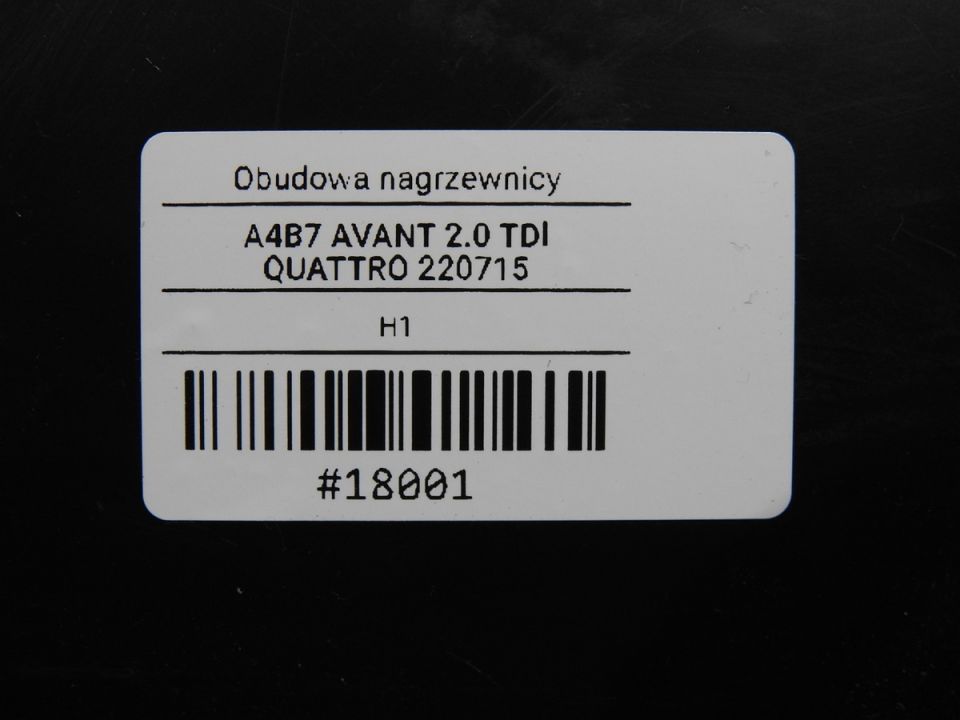 Obudowa nagrzewnicy
A4B7 AVANT 2.0 TDI
QUATTRO 220715
H1
#18001